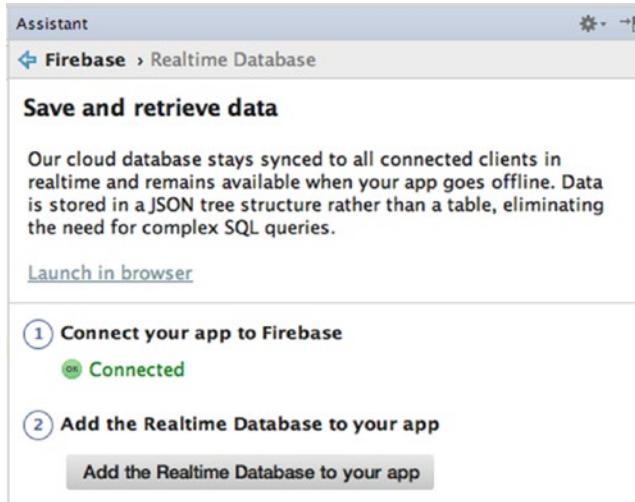 Assistant
Firebase › Realtime Database
Save and retrieve data
Our cloud database stays synced to all connected clients in
realtime and remains available when your app goes offline. Data
is stored in a JSON tree structure rather than a table, eliminating
the need for complex SQL queries.
Launch in browser
1 Connect your app to Firebase
OK Connected
2 Add the Realtime Database to your app
Add the Realtime Database to your app